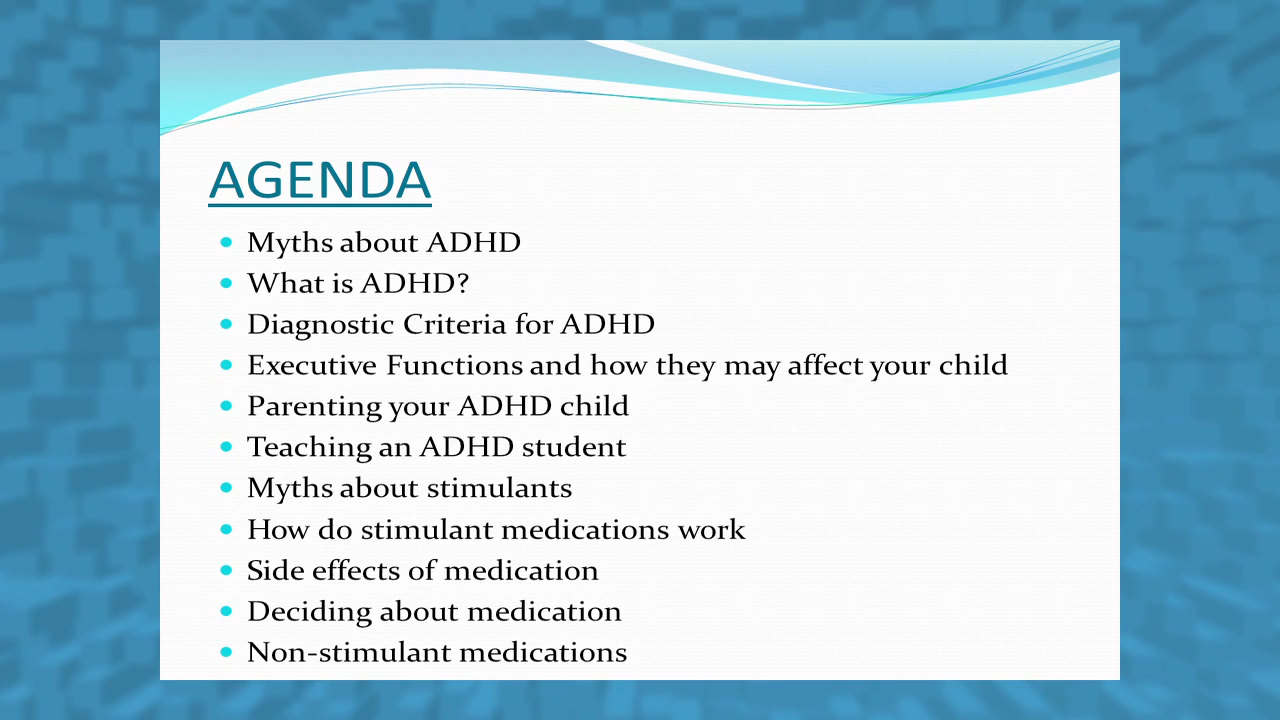 AGENDA
Myths about ADHD
What is ADHD?
Diagnostic Criteria for ADHD
Executive Functions and how they may affect your child
Parenting your ADHD child
Teaching an ADHD student
Myths about stimulants
How do stimulant medications work
Side effects of medication
Deciding about medication
Non-stimulant medications